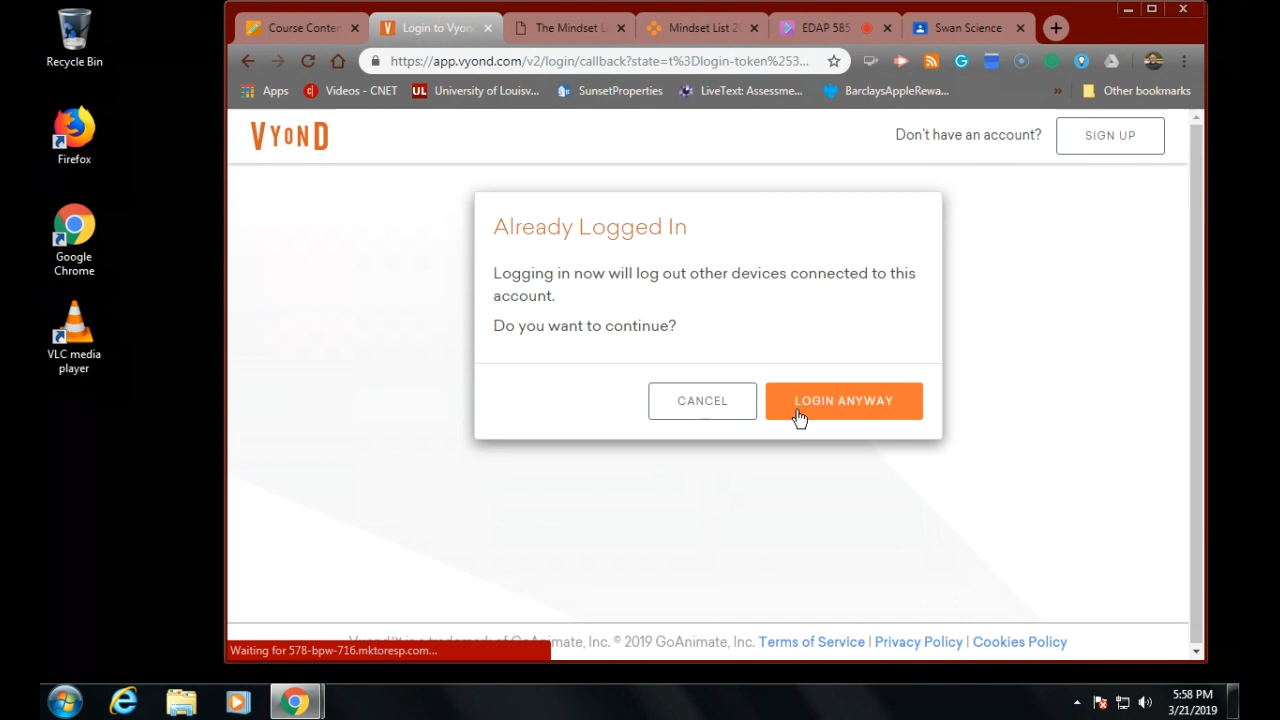 Recycle Bin
Firefox
Google
Chrome
VLC media
player
Course Conten
Login to Vyon
The Mindset L
Mindset List 2
EDAP 585
Swan Science
https://app.vyond.com/v2/login/callback?state=t%3Dlogin-token%253...
Apps
Videos - CNET
University of Louisv...
SunsetProperties
LiveText: Assessme...
BarclaysAppleRewa...
»
Other bookmarks
VYOND
Don't have an account?
SIGN UP
Already Logged In
Logging in now will log out other devices connected to this
account.
Do you want to continue?
CANCEL
LOGIN ANYWAY
Waiting for 578-bpw-716.mktoresp.com...
imate, Inc. © 2019 GoAnimate, Inc. Terms of Service | Privacy Policy | Cookies Policy
5:58 PM
3/21/2019